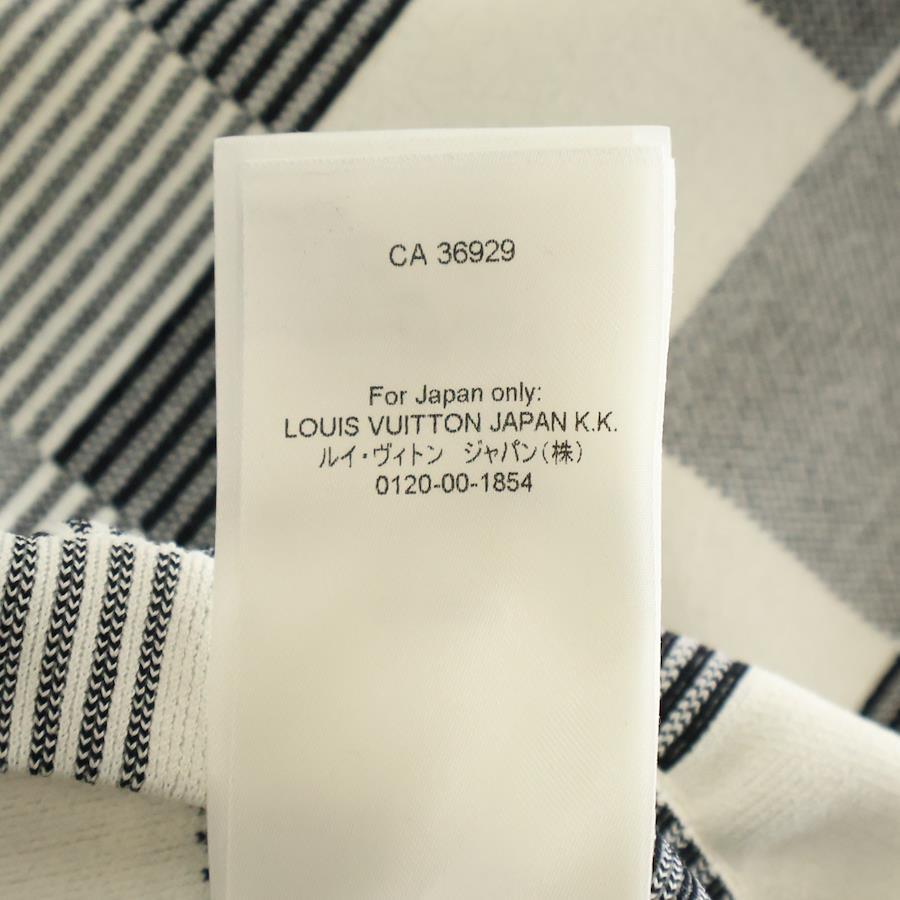 CA 36929
For Japan only:
LOUIS VUITTON JAPAN K.K.
ルイ・ヴィトン　ジャパン(株)
0120-00-1854